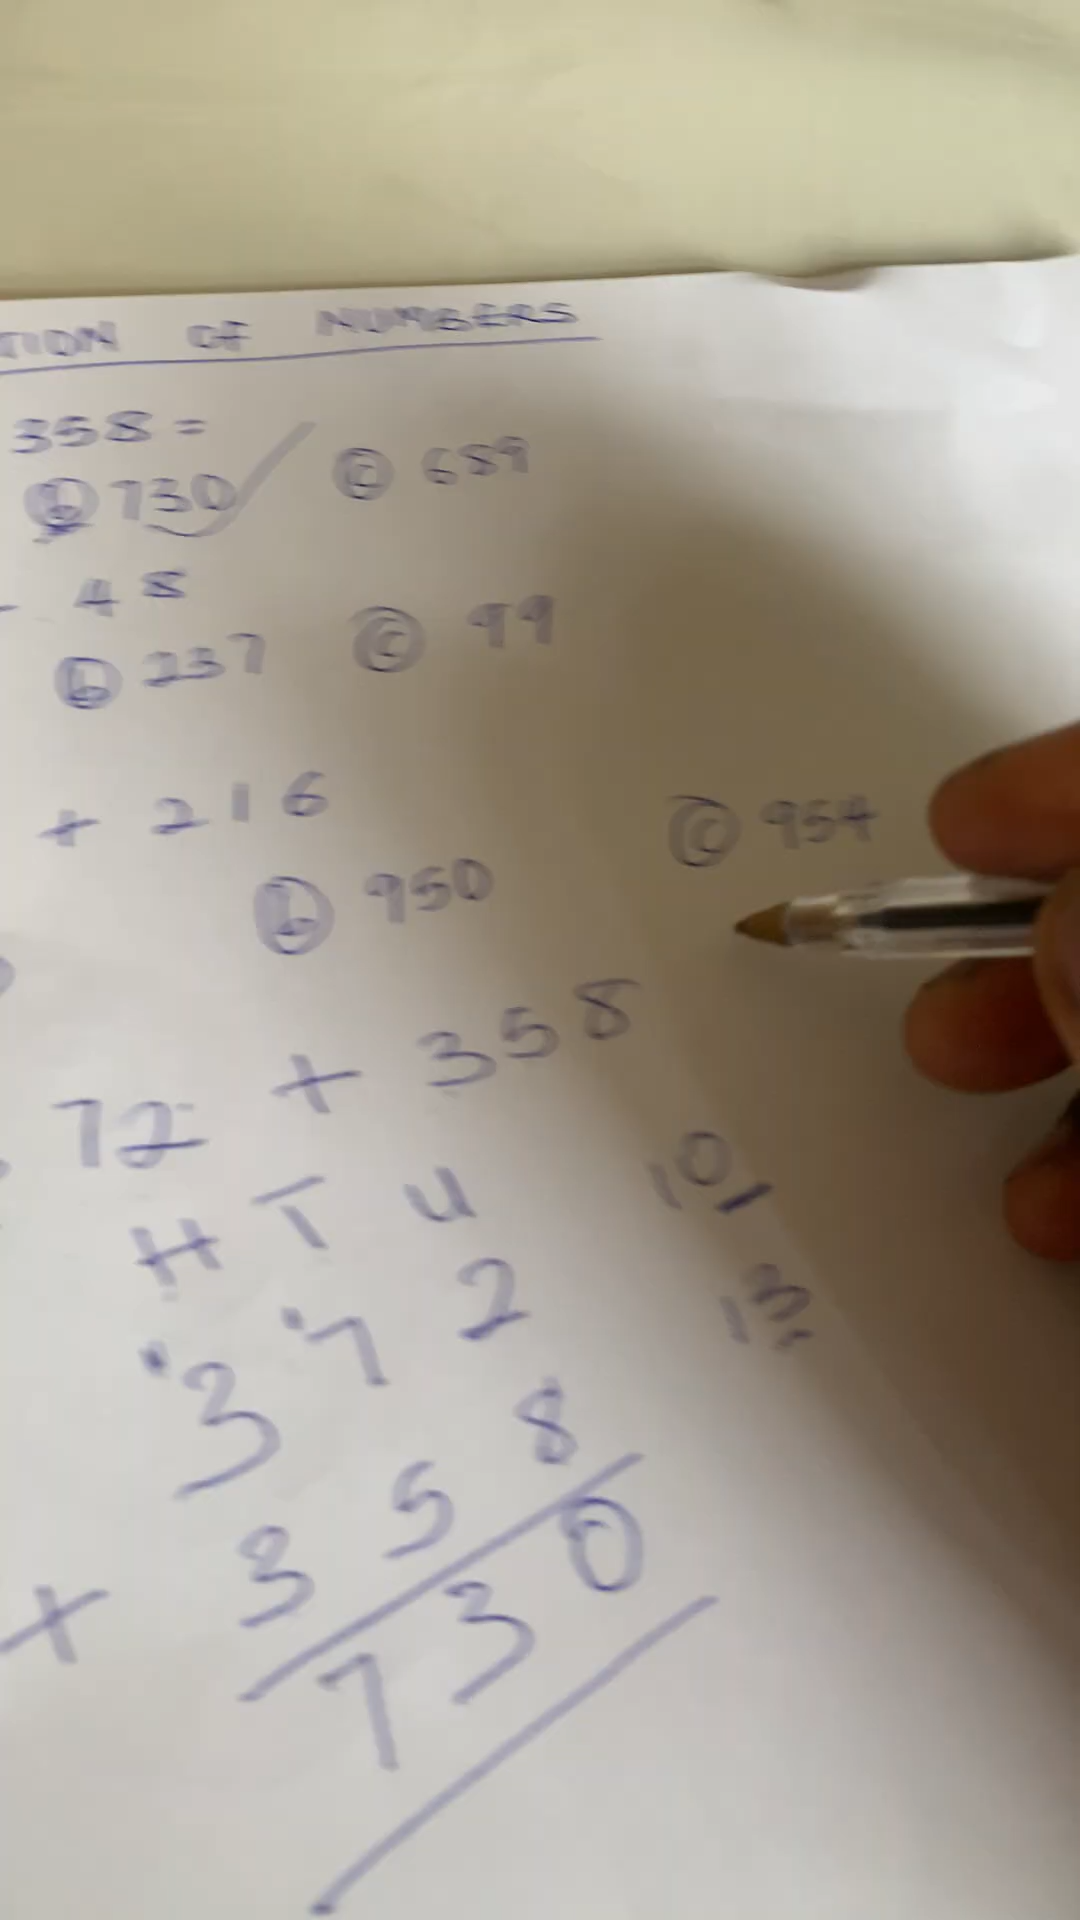 TION OF NUMBERS
358 =
ⓑ 730 ⓒ 689
- 48
ⓑ 237 ⓒ 99
+ 216
ⓒ 954
ⓑ 950
72 + 358
H T U 10
3 7 2 13
+ 3 5 8
7 3 0